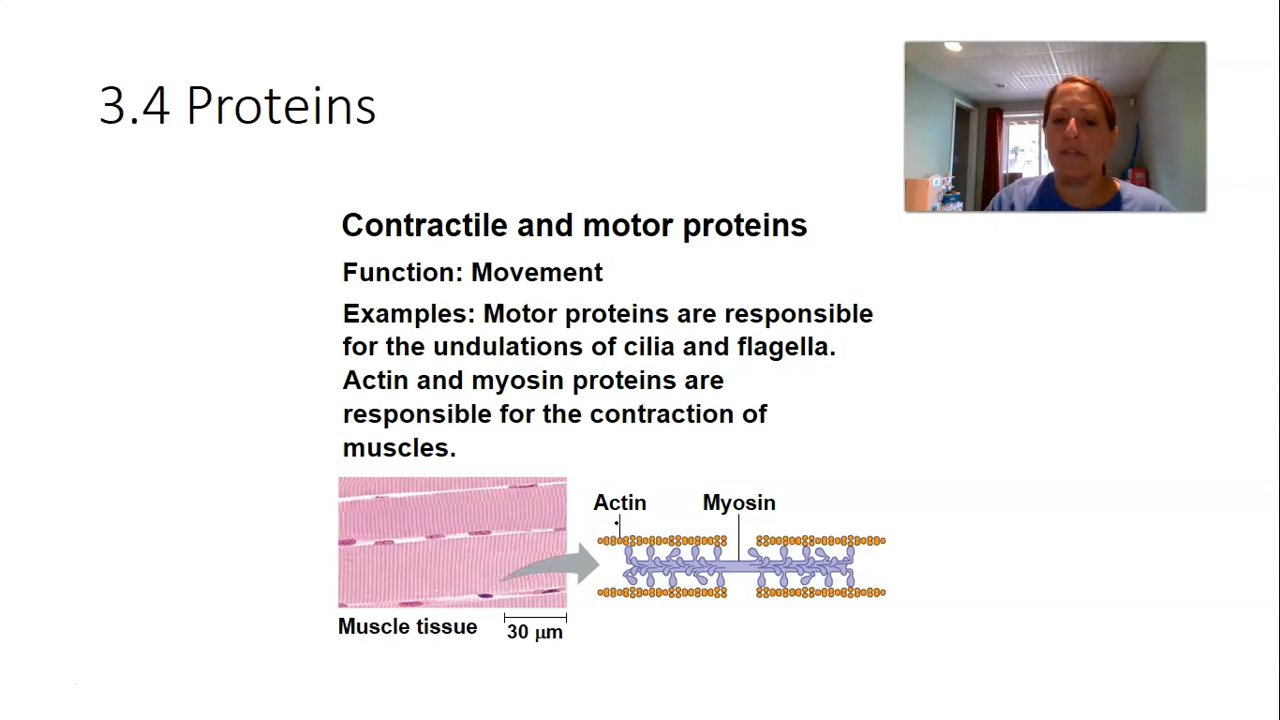 3.4 Proteins
Contractile and motor proteins
Function: Movement
Examples: Motor proteins are responsible
for the undulations of cilia and flagella.
Actin and myosin proteins are
responsible for the contraction of
muscles.
Actin
Myosin
Muscle tissue
30 μm